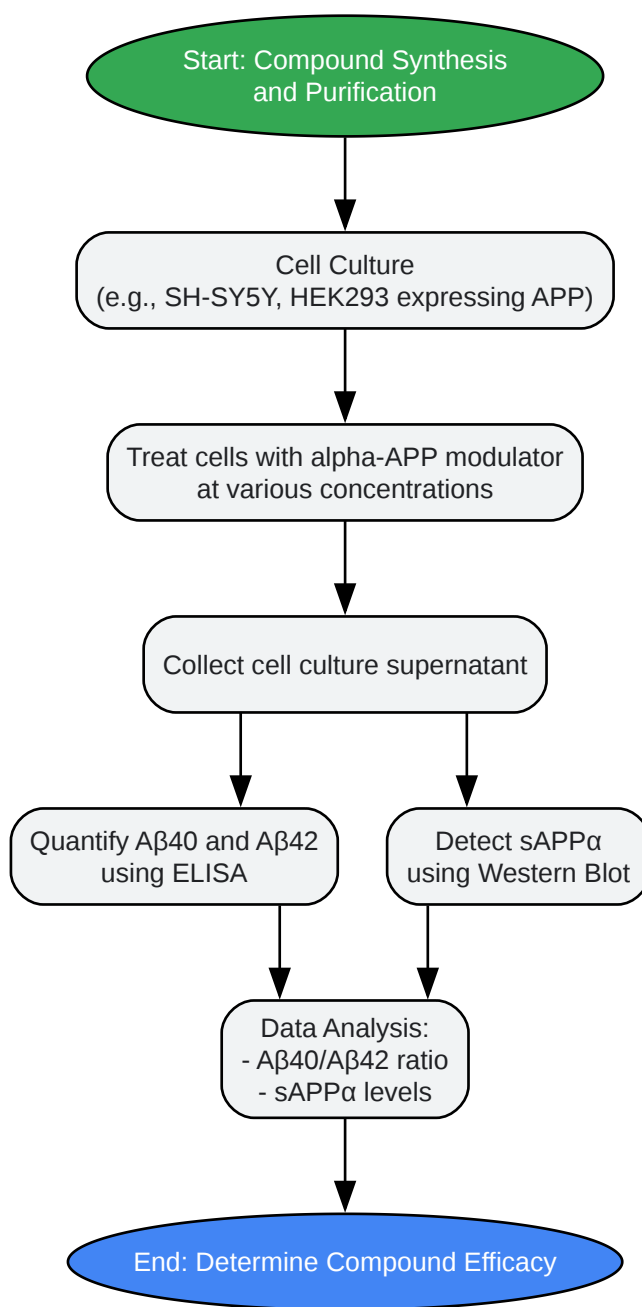 Start: Compound Synthesis
and Purification
Cell Culture
(e.g., SH-SY5Y, HEK293 expressing APP)
Treat cells with alpha-APP modulator
at various concentrations
Collect cell culture supernatant
Quantify Aβ40 and Aβ42
using ELISA
Detect sAPPα
using Western Blot
Data Analysis:
- Aβ40/Aβ42 ratio
- sAPPα levels
End: Determine Compound Efficacy